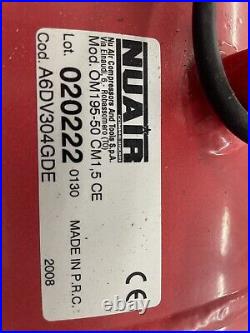 NUAIR
Nu Air Compressors And Tools S.p.A.
Via Einaudi, 6 - Robassomero (TO)
Mod. OM195-50 CM1,5 CE
Lot. 020222 0130
Cod. A6DV304GDE
MADE IN P.R.C.
2008
CE